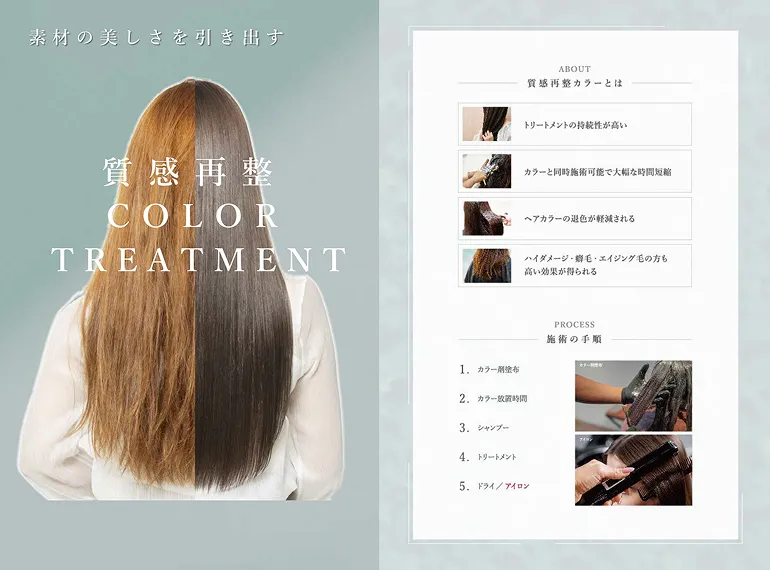 素材の美しさを引き出す
質感再整
COLOR
TREATMENT
ABOUT
質感再整カラーとは
トリートメントの持続性が高い
カラーと同時施術可能で大幅な時間短縮
ヘアカラーの退色が軽減される
ハイダメージ・癖毛・エイジング毛の方も
高い効果が得られる
PROCESS
施術の手順
1. カラー剤塗布
2. カラー放置時間
3. シャンプー
4. トリートメント
5. ドライ／アイロン
カラー剤塗布
アイロン